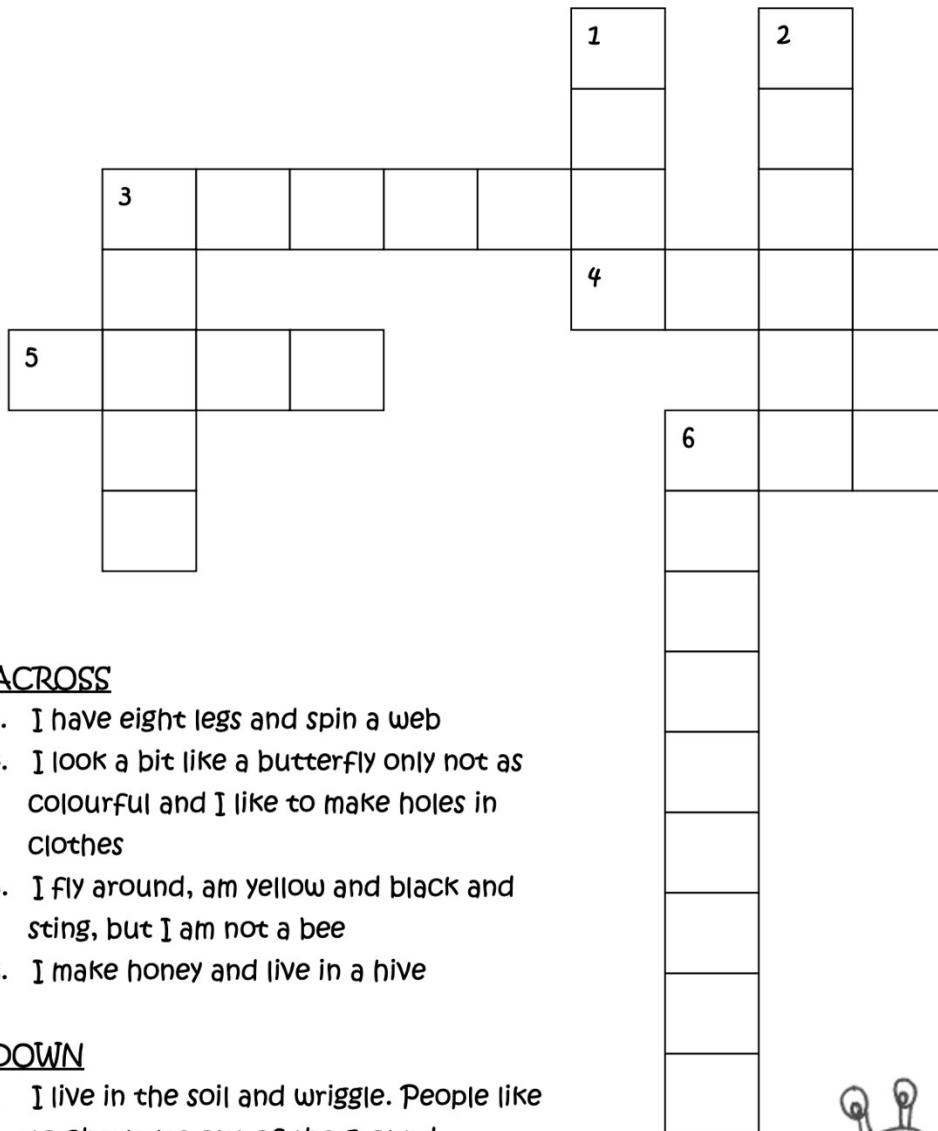 1 2
3
4
5
6
ACROSS
. I have eight legs and spin a web
. I look a bit like a butterfly only not as
colourful and I like to make holes in
clothes
. I fly around, am yellow and black and
sting, but I am not a bee
. I make honey and live in a hive
DOWN
I live in the soil and wriggle. People like